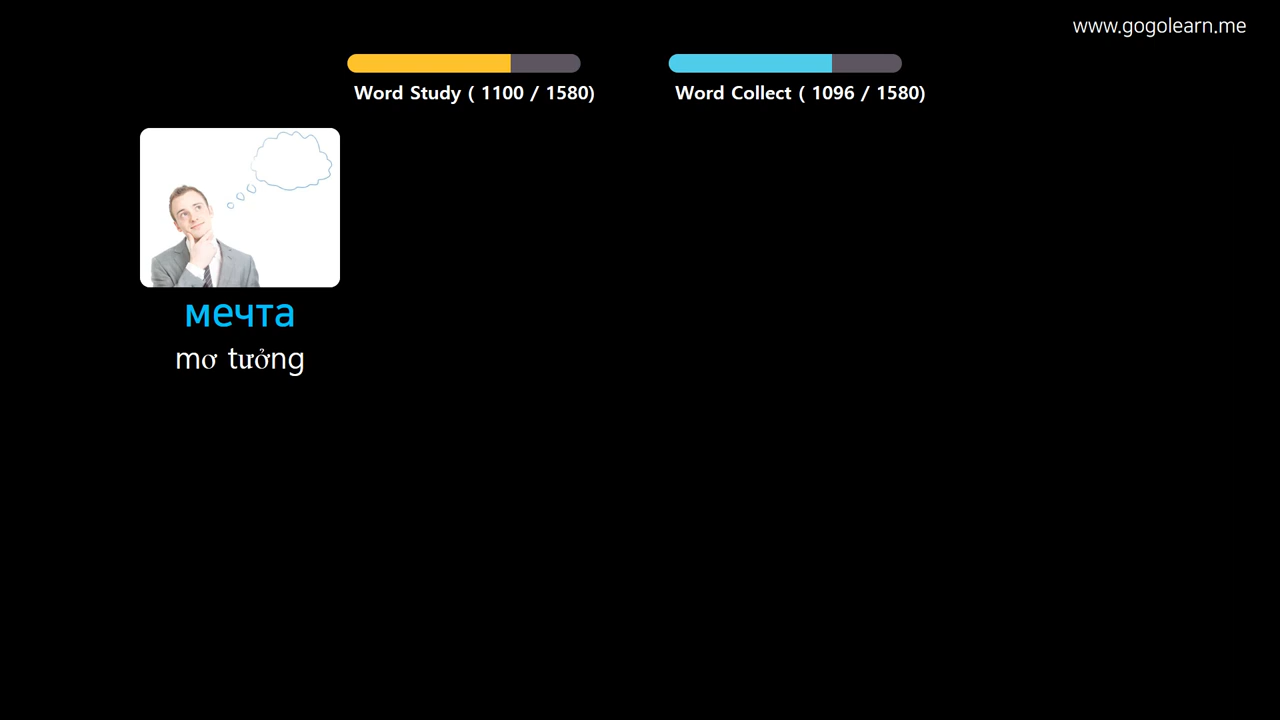 www.gogolearn.me
Word Study ( 1100 / 1580)
Word Collect ( 1096 / 1580)
мечта
mơ tưởng